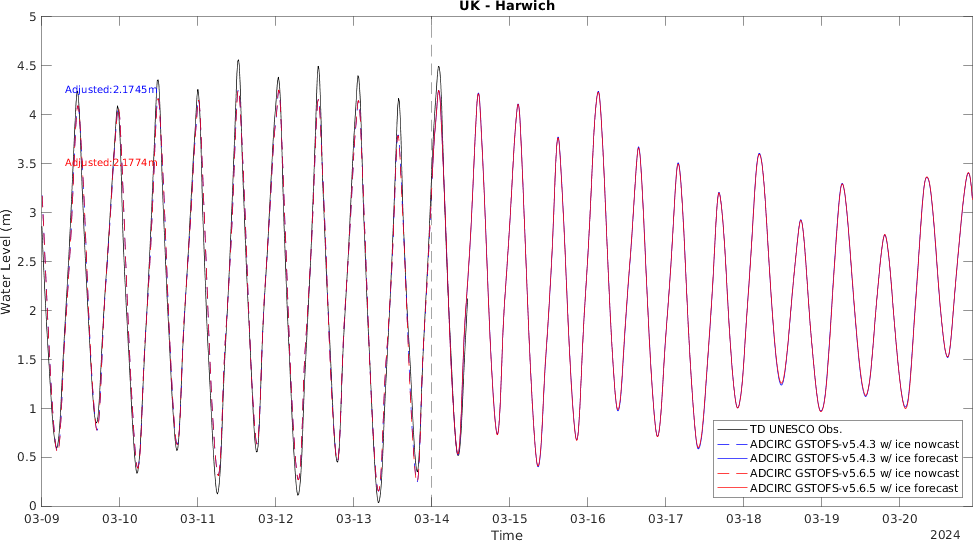 UK - Harwich
5
4.5
4
3.5
3
2.5
2
1.5
1
0.5
0
Water Level (m)
Adjusted:2.1745m
Adjusted:2.1774m
TD UNESCO Obs.
ADCIRC GSTOFS-v5.4.3 w/ ice nowcast
ADCIRC GSTOFS-v5.4.3 w/ ice forecast
ADCIRC GSTOFS-v5.6.5 w/ ice nowcast
ADCIRC GSTOFS-v5.6.5 w/ ice forecast
03-09 03-10 03-11 03-12 03-13 03-14 03-15 03-16 03-17 03-18 03-19 03-20
Time
2024